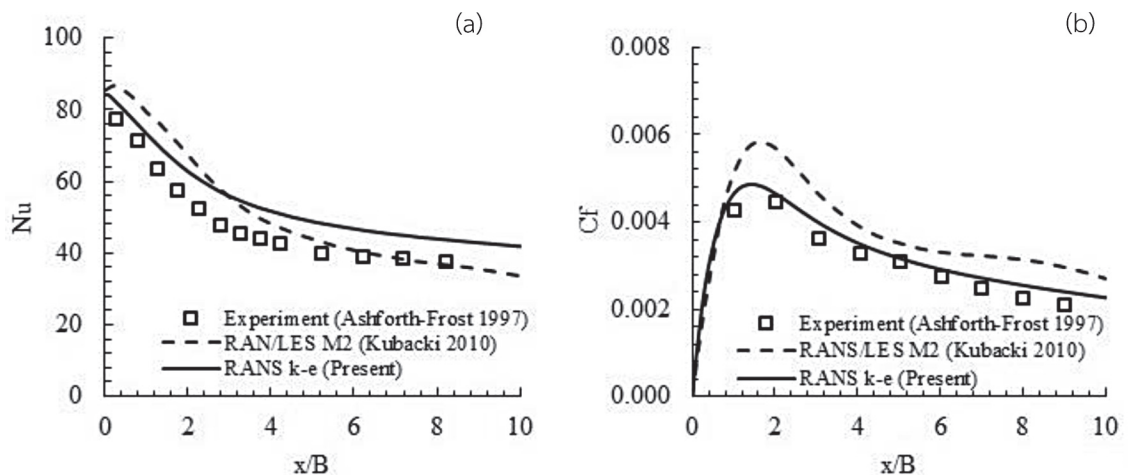 (a)
100
80
60
40
20
0
Nu
Experiment (Ashforth-Frost 1997)
RAN/LES M2 (Kubacki 2010)
RANS k-e (Present)
0 2 4 6 8 10
x/B
(b)
0.008
0.006
0.004
0.002
0.000
Cf
Experiment (Ashforth-Frost 1997)
RANS/LES M2 (Kubacki 2010)
RANS k-e (Present)
0 2 4 6 8 10
x/B